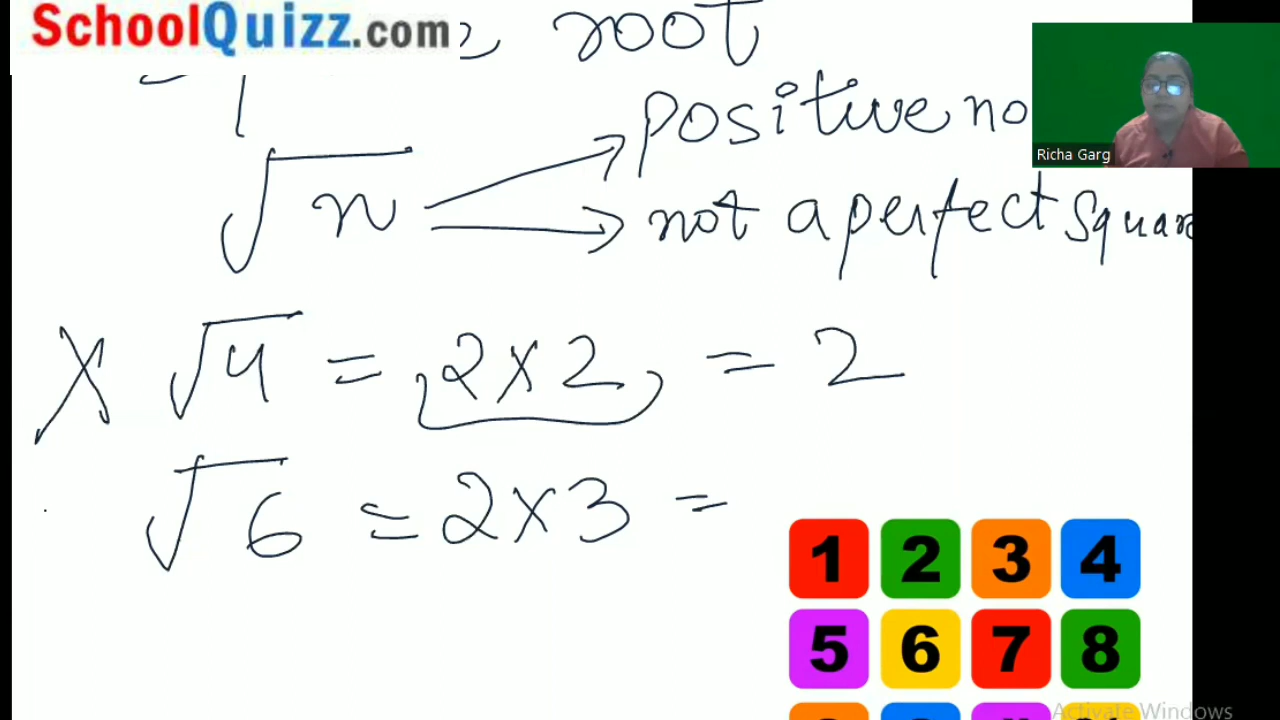 SchoolQuizz.com
root
√n
positive no
not a perfect Square
Richa Garg
X √4 = 2×2 = 2
√6 = 2×3 =
1 2 3 4
5 6 7 8
Activate Windows